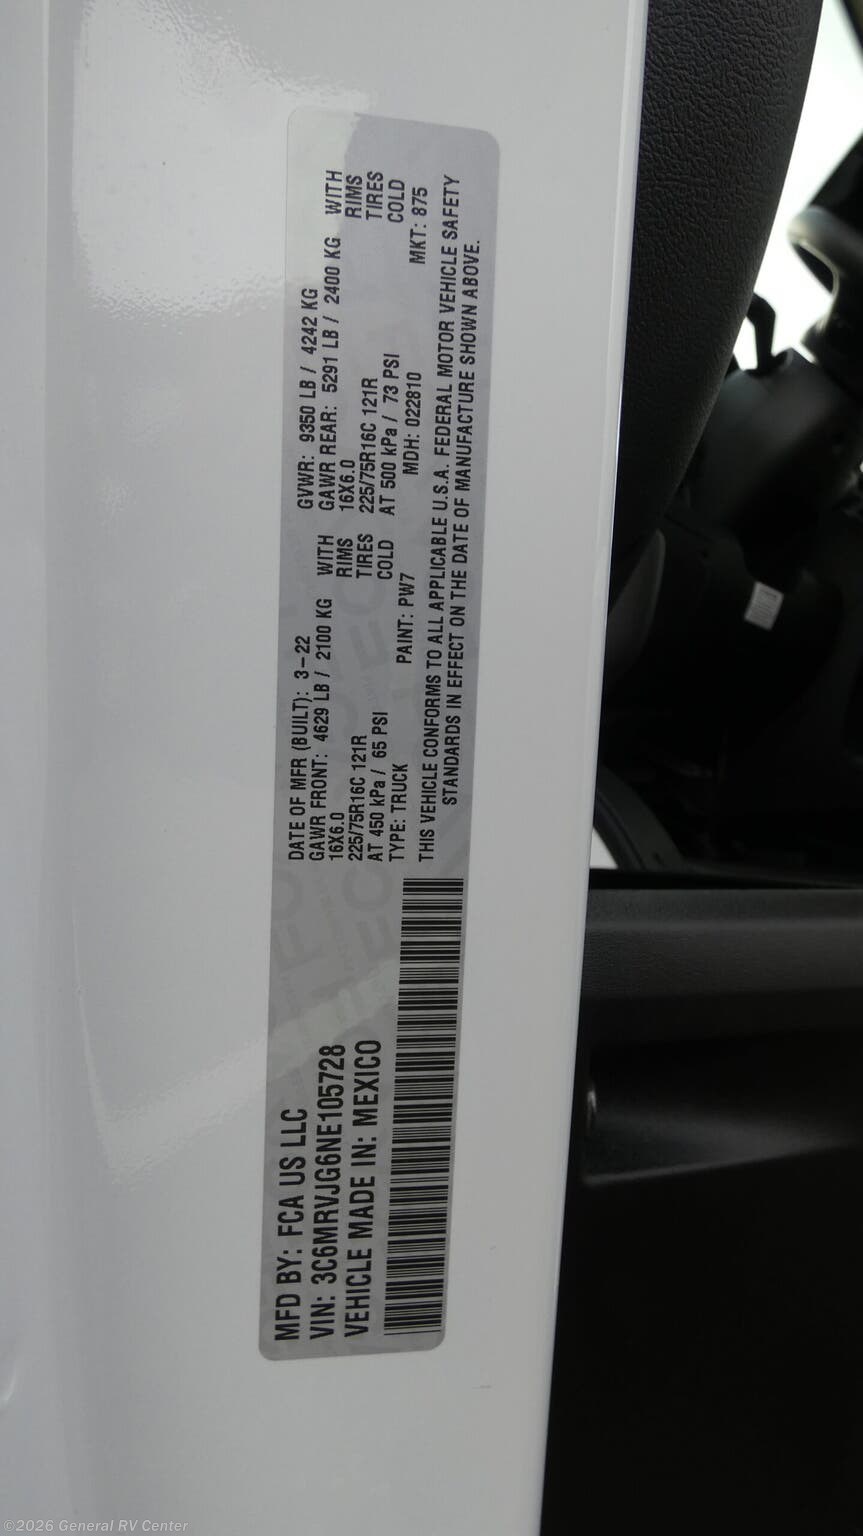 MFD BY: FCA US LLC
VIN: 3C6MRVJG6NE105728
VEHICLE MADE IN: MEXICO
DATE OF MFR (BUILT): 3-22 GVWR: 9350 LB / 4242 KG
GAWR FRONT: 4629 LB / 2100 KG WITH GAWR REAR: 5291 LB / 2400 KG WITH
16X6.0 RIMS 16X6.0 RIMS
225/75R16C 121R TIRES 225/75R16C 121R TIRES
AT 450 kPa / 65 PSI COLD AT 500 kPa / 73 PSI COLD
TYPE: TRUCK PAINT: PW7 MDH: 022810 MKT: 875
THIS VEHICLE CONFORMS TO ALL APPLICABLE U.S.A. FEDERAL MOTOR VEHICLE SAFETY
STANDARDS IN EFFECT ON THE DATE OF MANUFACTURE SHOWN ABOVE.
©2026 General RV Center